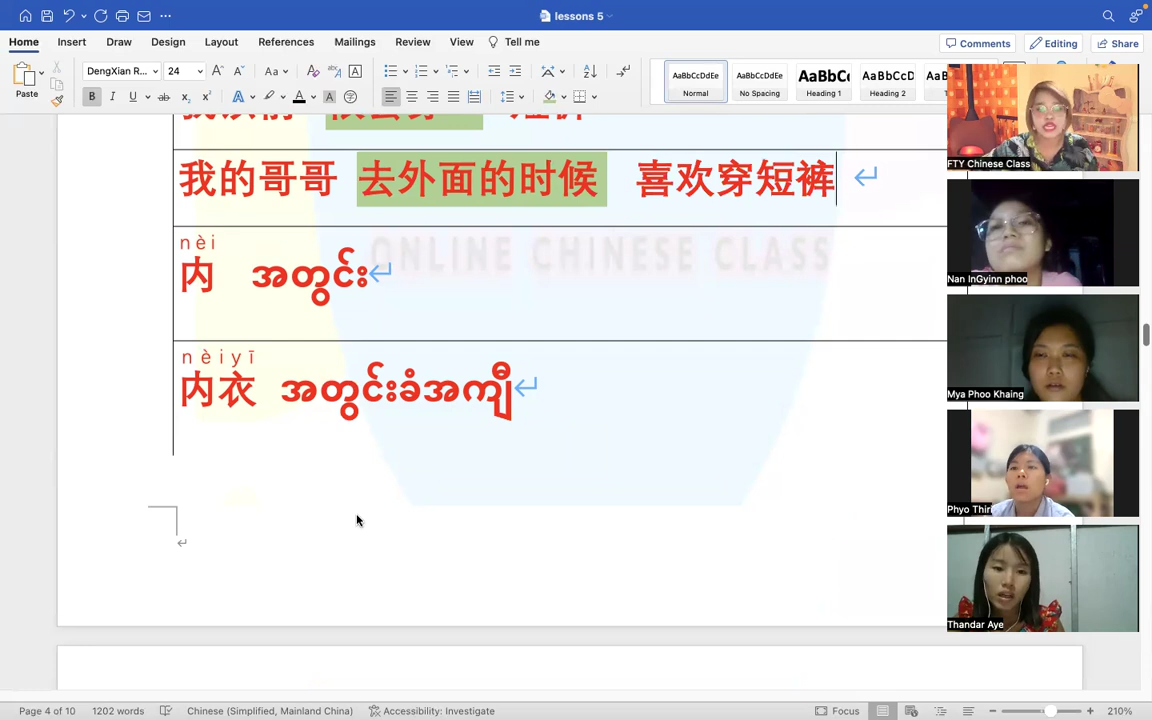 lessons 5
Home Insert Draw Design Layout References Mailings Review View Tell me
Comments Editing Share
Paste
DengXian R... 24
AaBbCcDdEe AaBbCcDdEe AaBbCc AaBbCcD
Normal No Spacing Heading 1 Heading 2
我的哥哥 去外面的时候 喜欢穿短裤
ONLINE CHINESE CLASS
nèi
内 အတွင်း
nèiyī
内衣 အတွင်းခံအကျီ
FTY Chinese Class
Nan InGyinn phoo
Mya Phoo Khaing
Phyo Thiri
Thandar Aye
Page 4 of 10 1202 words Chinese (Simplified, Mainland China) Accessibility: Investigate Focus 210%